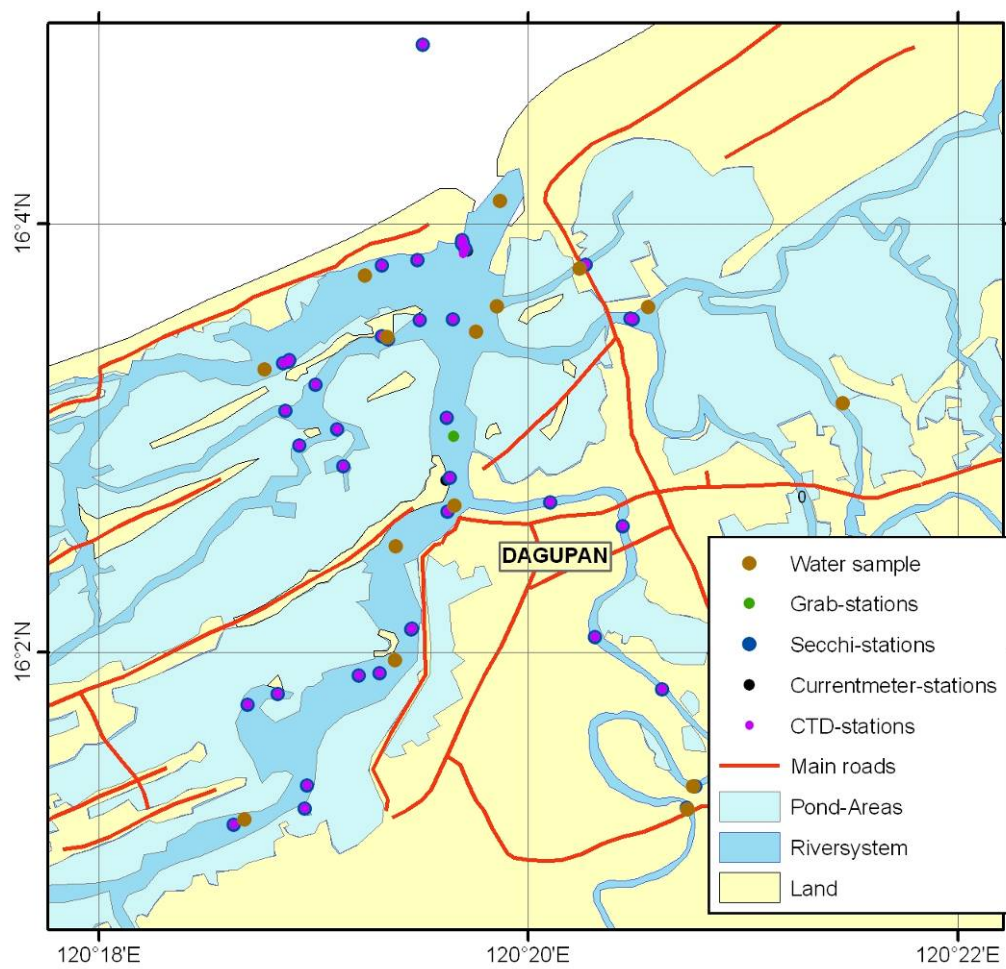 16°4'N
0
DAGUPAN
Water sample
Grab-stations
Secchi-stations
16°2'N
Currentmeter-stations
CTD-stations
Main roads
Pond-Areas
Riversystem
Land
120°18'E
120°20'E
120°22'E